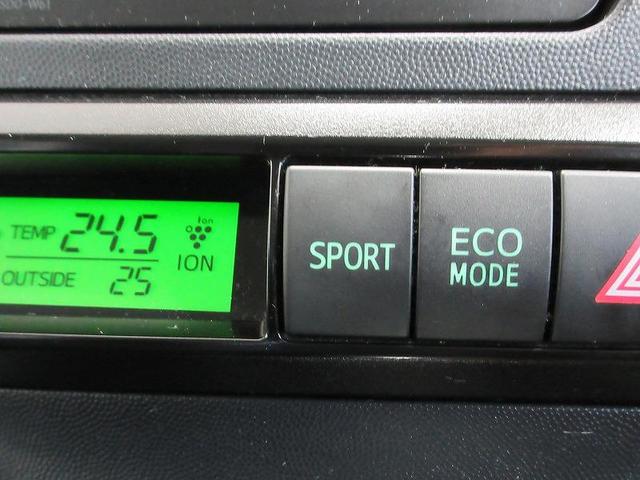 TEMP 24.5
Ion
ION
OUTSIDE 25
SPORT
ECO
MODE